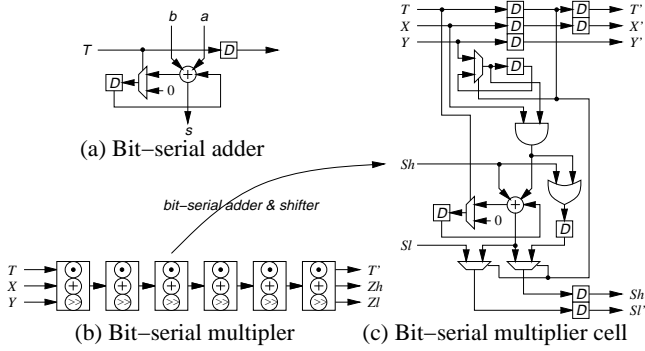 b a
T D
D
+
0
s
(a) Bit−serial adder
bit−serial adder & shifter
T T'
X + + + + + + Zh
Y >> >> >> >> >> >> Zl
(b) Bit−serial multipler
T D D T'
X D D X'
Y D Y'
D
Sh
+
D
0
D
Sl
D Sh
D Sl'
(c) Bit−serial multiplier cell